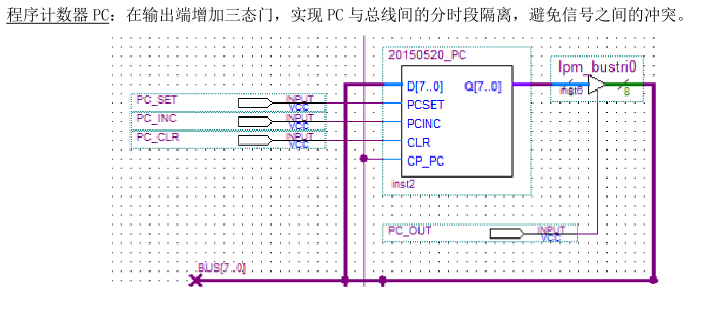 程序计数器 PC：在输出端增加三态门，实现 PC 与总线间的分时段隔离，避免信号之间的冲突。
20150520_PC
lpm_bustri0
D[7..0] Q[7..0]
inst6 8
PC_SET INPUT VCC PCSET
PC_INC INPUT VCC PCINC
PC_CLR INPUT VCC CLR
CP_PC
inst2
PC_OUT INPUT VCC
BUS[7..0]